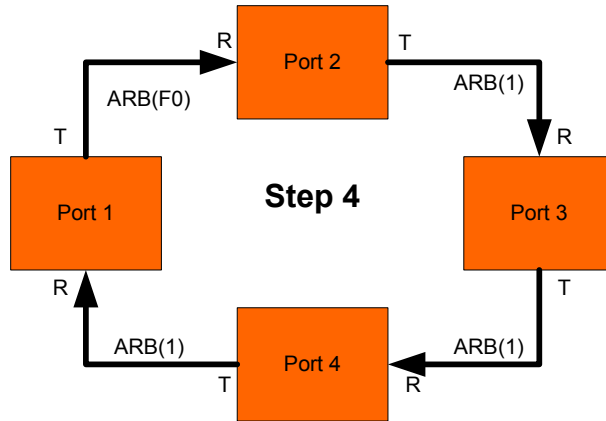 R
Port 2
T
ARB(F0)
ARB(1)
T
R
Port 1
Step 4
Port 3
R
T
ARB(1)
Port 4
ARB(1)
T
R